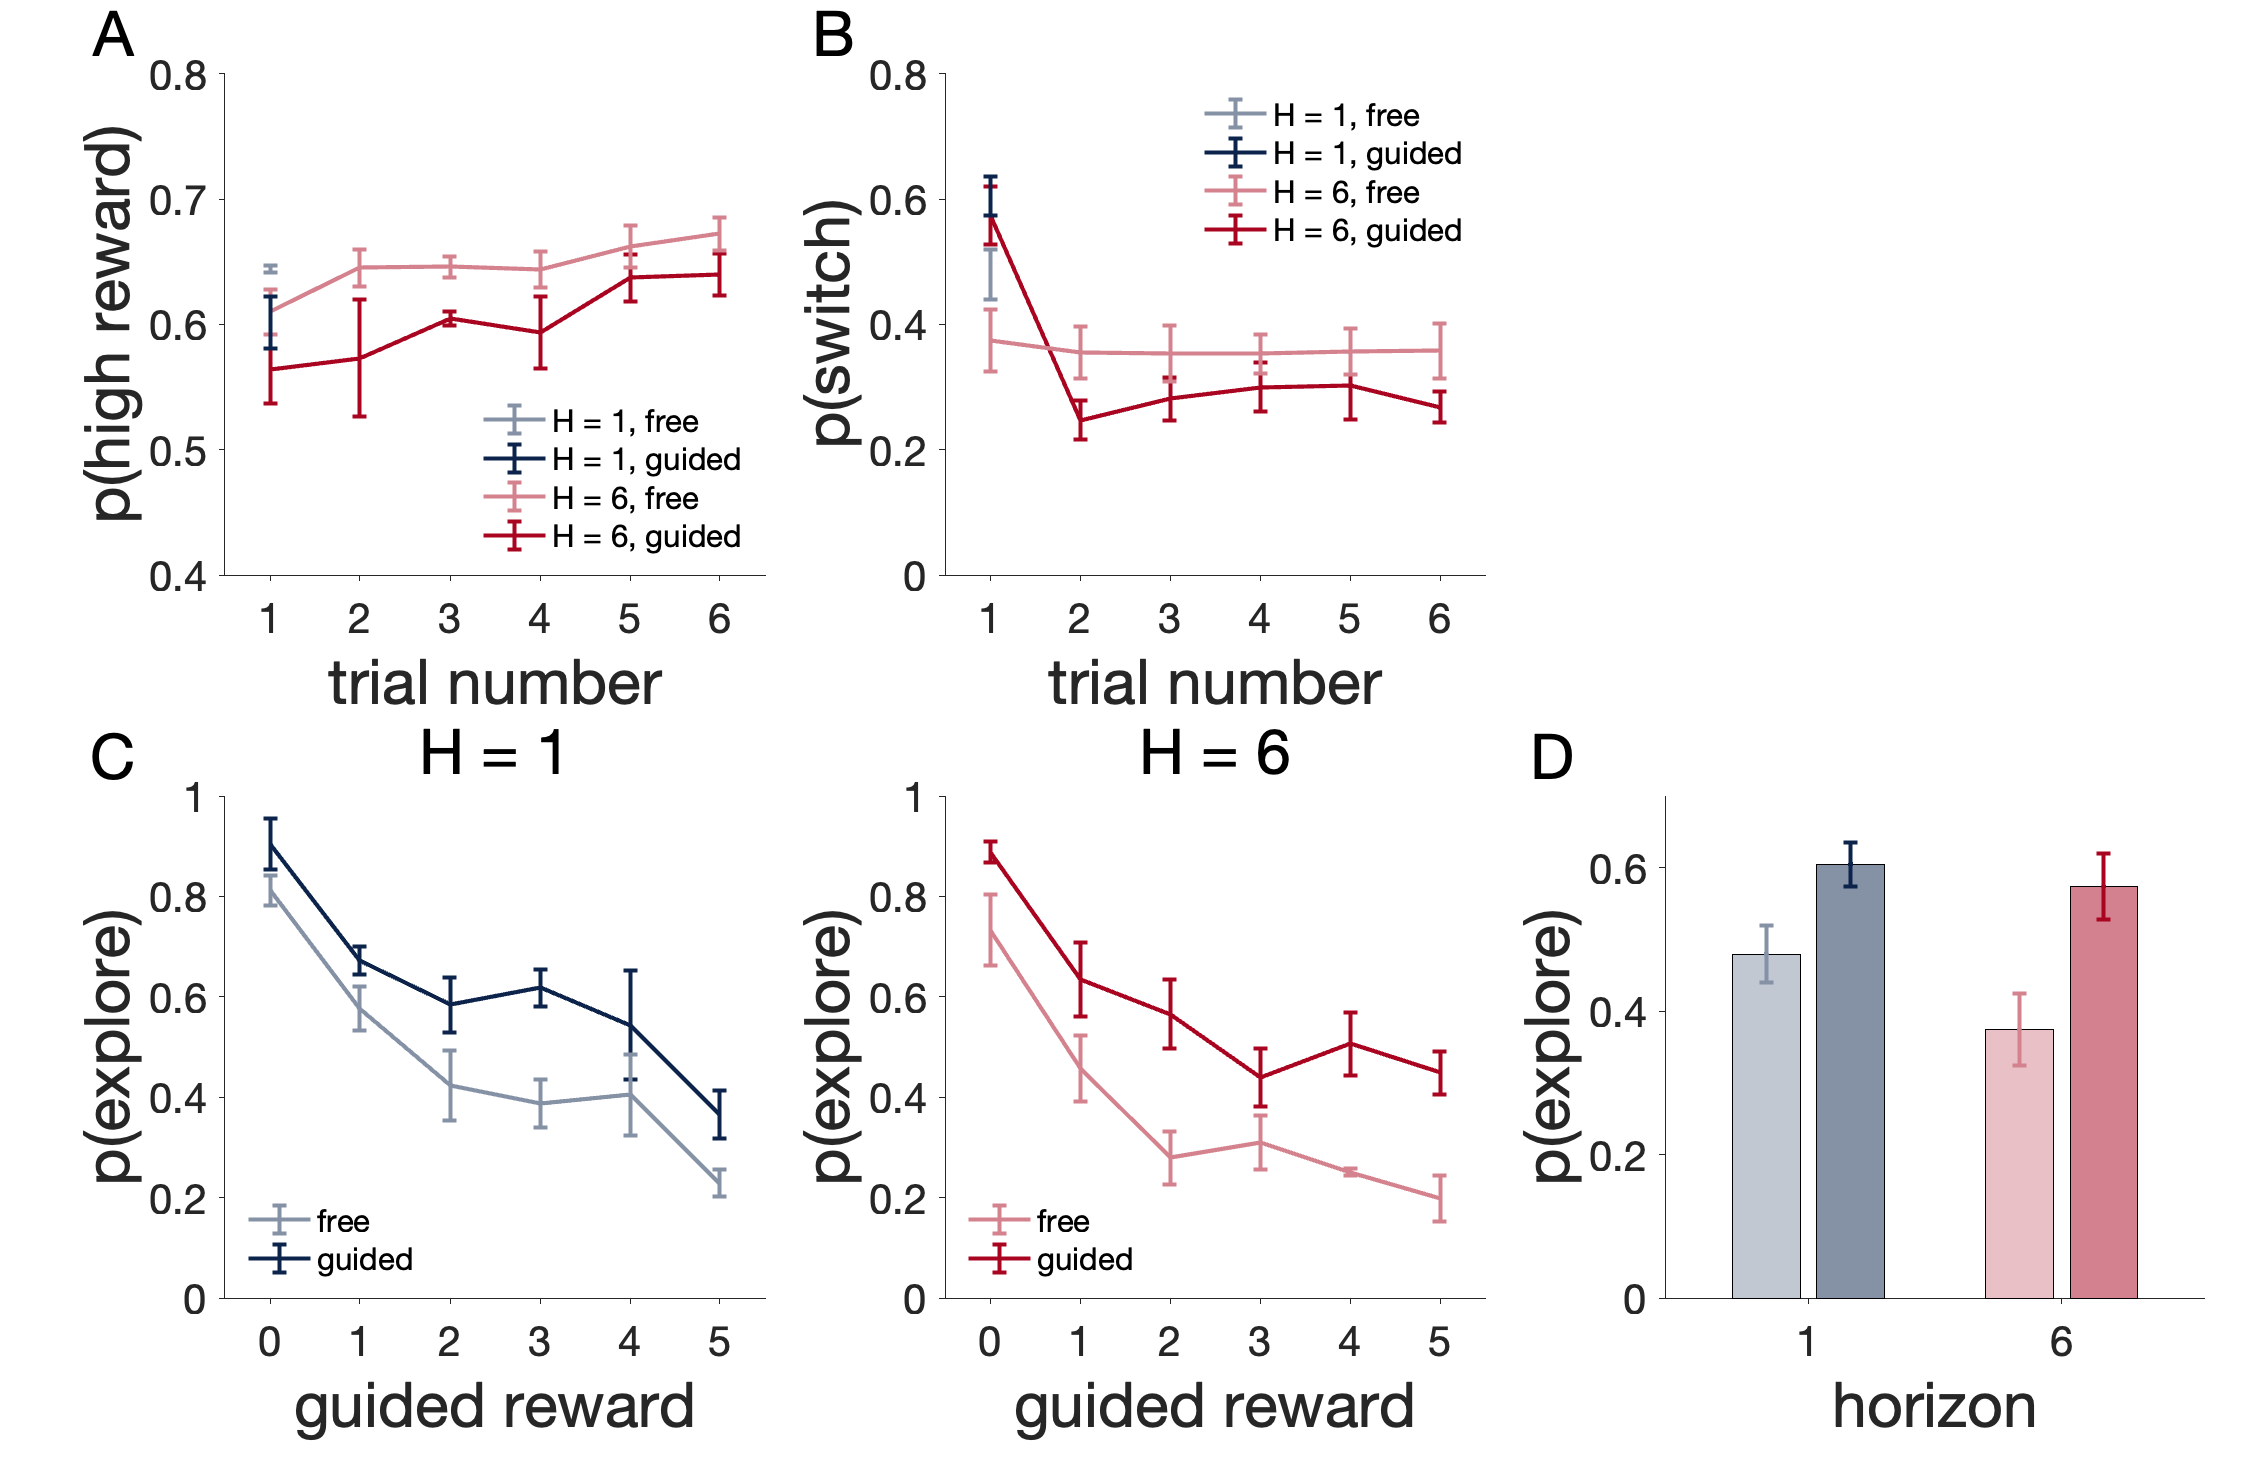 A
p(high reward)
0.8
0.7
0.6
0.5
0.4
1 2 3 4 5 6
trial number
H = 1, free
H = 1, guided
H = 6, free
H = 6, guided
B
p(switch)
0.8
0.6
0.4
0.2
0
1 2 3 4 5 6
trial number
H = 1, free
H = 1, guided
H = 6, free
H = 6, guided
C
H = 1
p(explore)
1
0.8
0.6
0.4
0.2
0
0 1 2 3 4 5
guided reward
free
guided
H = 6
p(explore)
1
0.8
0.6
0.4
0.2
0
0 1 2 3 4 5
guided reward
free
guided
D
p(explore)
0.6
0.4
0.2
0
1 6
horizon